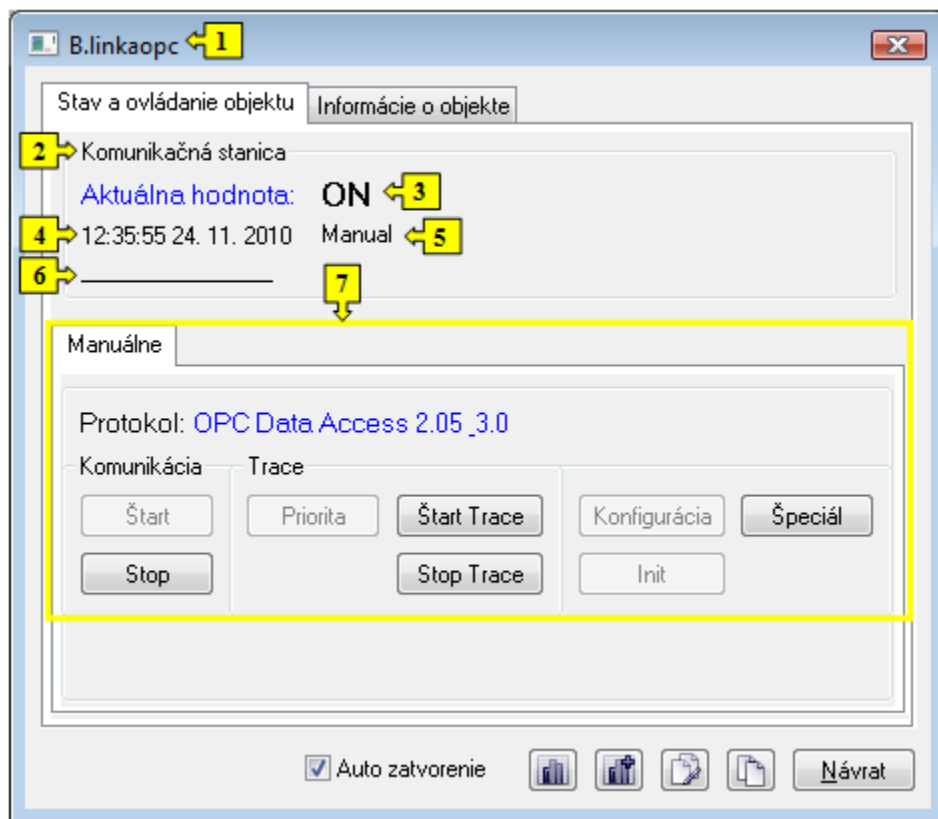 B.linkaopc 1
Stav a ovládanie objektu Informácie o objekte
2 Komunikačná stanica
Aktuálna hodnota: ON 3
4 12:35:55 24. 11. 2010 Manual 5
6 7
Manuálne
Protokol: OPC Data Access 2.05_3.0
Komunikácia Trace
Štart Priorita Štart Trace Konfigurácia Špeciál
Stop Stop Trace Init
Auto zatvorenie Návrat